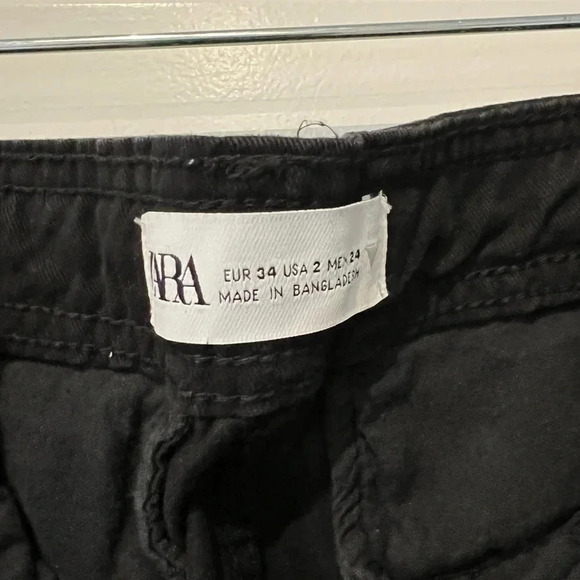 ZARA
EUR 34 USA 2 MEX 24
MADE IN BANGLADESH